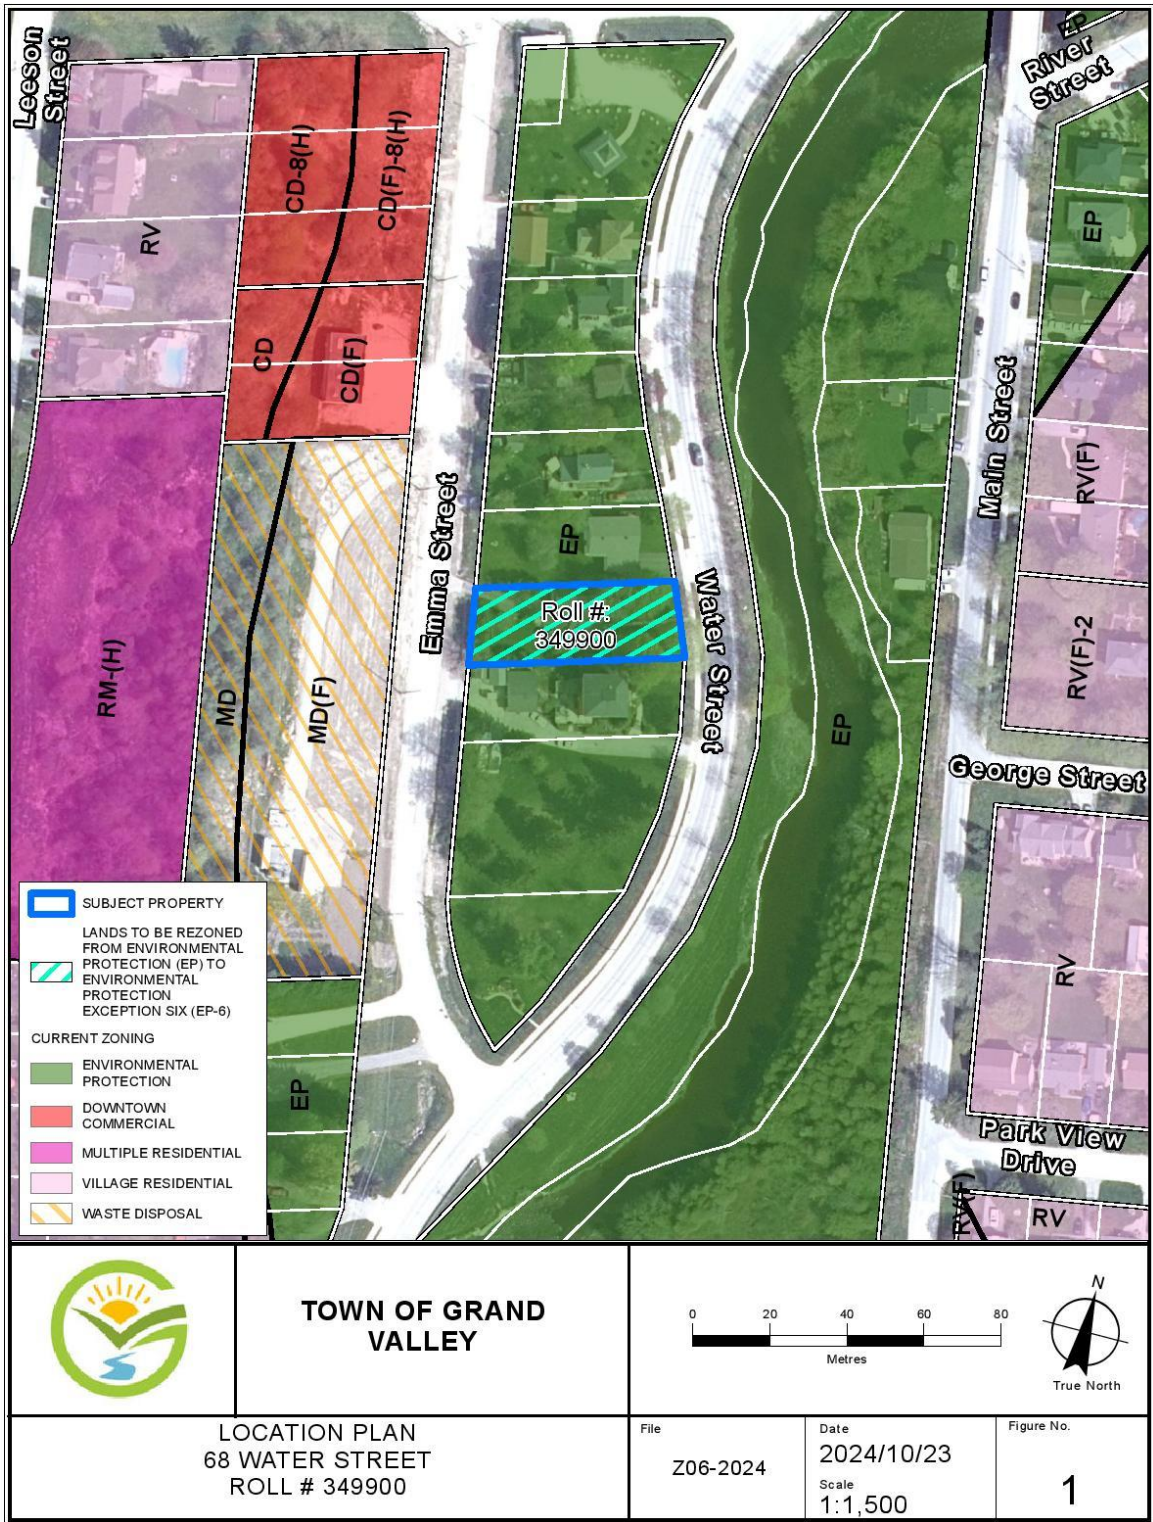 Leeson
Street
EP
River
Street
CD-8(H)
CD(F)-8(H)
RV
EP
CD
CD(F)
Main Street
RV(F)
Emma Street
EP
Roll #:
349900
Water Street
RM-(H)
MD
MD(F)
RV(F)-2
EP
George Street
RV
SUBJECT PROPERTY
LANDS TO BE REZONED
FROM ENVIRONMENTAL
PROTECTION (EP) TO
ENVIRONMENTAL
PROTECTION
EXCEPTION SIX (EP-6)
CURRENT ZONING
ENVIRONMENTAL
PROTECTION
DOWNTOWN
COMMERCIAL
MULTIPLE RESIDENTIAL
VILLAGE RESIDENTIAL
WASTE DISPOSAL
EP
Park View
Drive
RV(F)
RV
TOWN OF GRAND
VALLEY
0 20 40 60 80
Metres
N
True North
LOCATION PLAN
68 WATER STREET
ROLL # 349900
File
Z06-2024
Date
2024/10/23
Scale
1:1,500
Figure No.
1